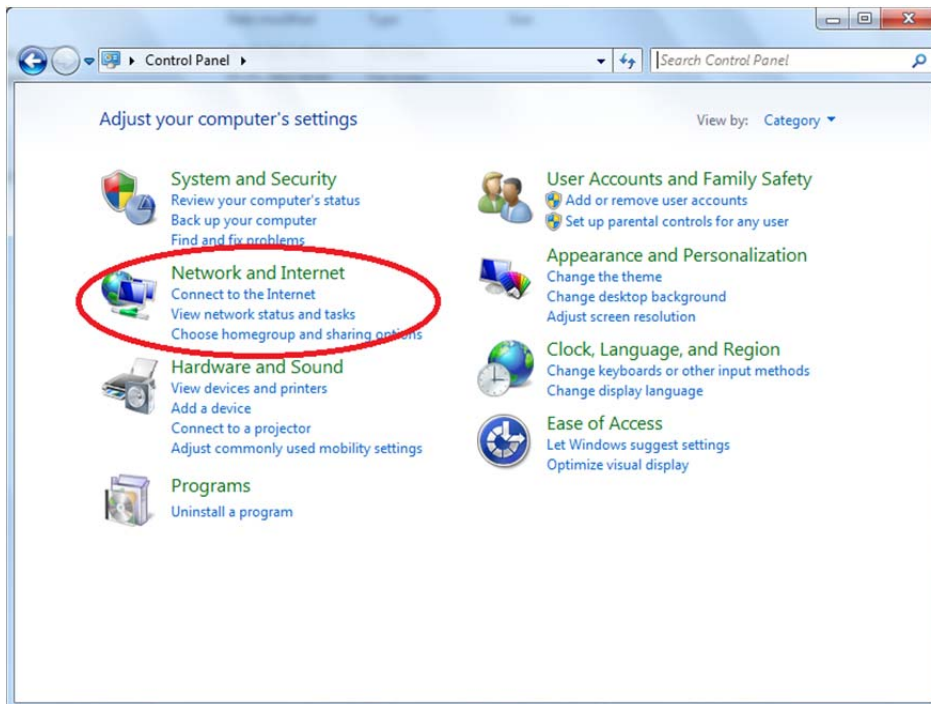 Control Panel
Search Control Panel
Adjust your computer's settings
View by: Category
System and Security
Review your computer's status
Back up your computer
Find and fix problems
Network and Internet
Connect to the Internet
View network status and tasks
Choose homegroup and sharing options
Hardware and Sound
View devices and printers
Add a device
Connect to a projector
Adjust commonly used mobility settings
Programs
Uninstall a program
User Accounts and Family Safety
Add or remove user accounts
Set up parental controls for any user
Appearance and Personalization
Change the theme
Change desktop background
Adjust screen resolution
Clock, Language, and Region
Change keyboards or other input methods
Change display language
Ease of Access
Let Windows suggest settings
Optimize visual display